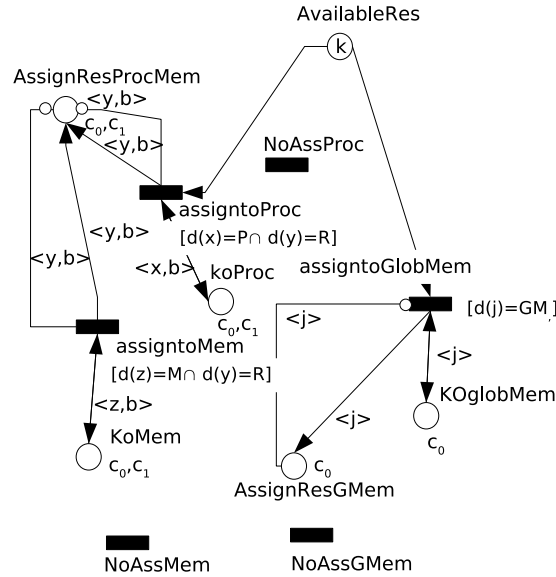 AvailableRes
k
AssignResProcMem
<y,b>
c₀,c₁
<y,b>
NoAssProc
assigntoProc
[d(x)=P∩ d(y)=R]
<y,b>
<y,b>
<x,b>
koProc
c₀,c₁
assigntoGlobMem
[d(j)=GM]
<j>
<j>
assigntoMem
[d(z)=M∩ d(y)=R]
<z,b>
KOglobMem
c₀
<j>
KoMem
c₀,c₁
c₀
AssignResGMem
NoAssMem
NoAssGMem